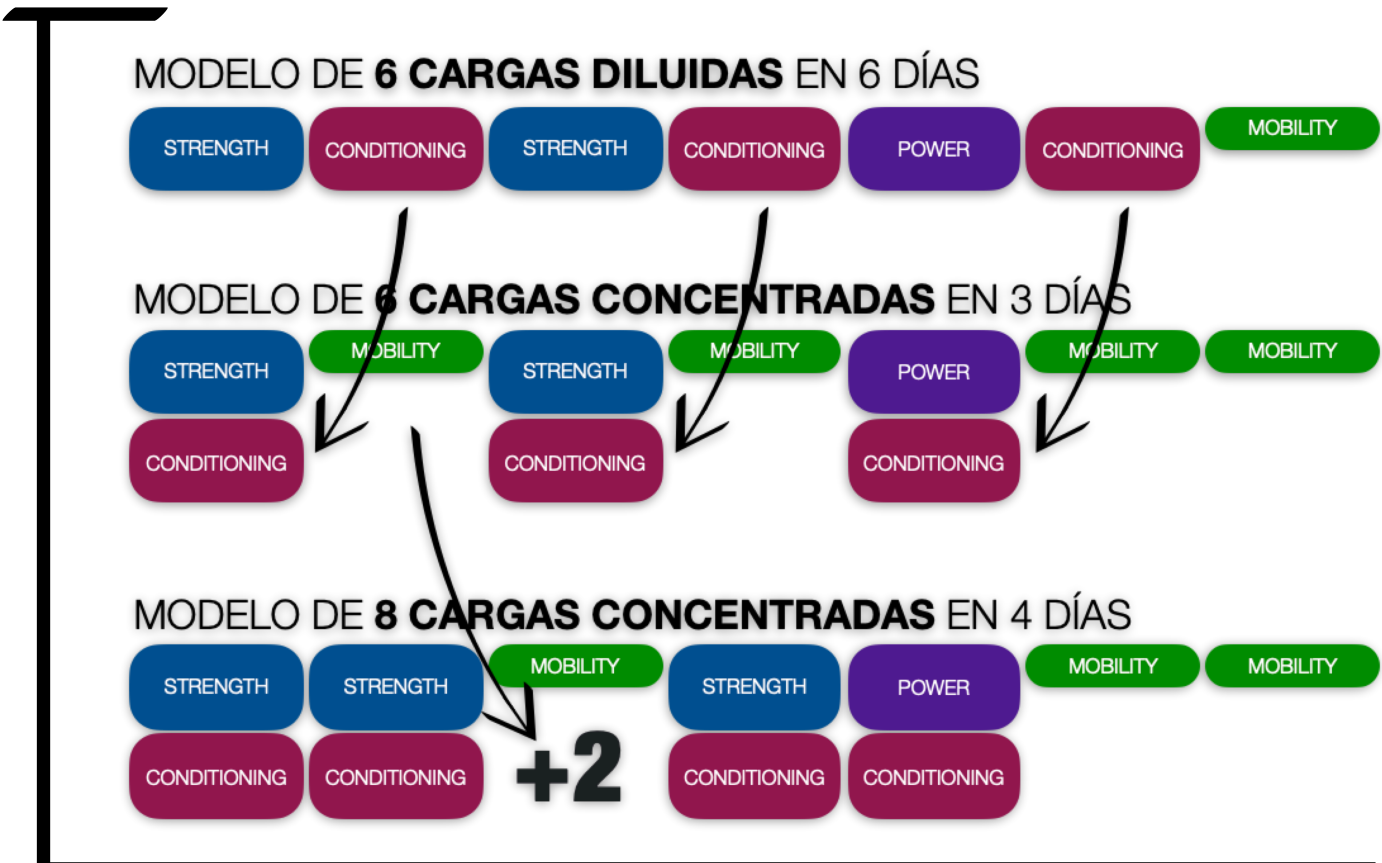 MODELO DE 6 CARGAS DILUIDAS EN 6 DÍAS
STRENGTH CONDITIONING STRENGTH CONDITIONING POWER CONDITIONING MOBILITY
MODELO DE 6 CARGAS CONCENTRADAS EN 3 DÍAS
STRENGTH MOBILITY STRENGTH MOBILITY POWER MOBILITY MOBILITY
CONDITIONING CONDITIONING CONDITIONING
MODELO DE 8 CARGAS CONCENTRADAS EN 4 DÍAS
STRENGTH STRENGTH MOBILITY STRENGTH POWER MOBILITY MOBILITY
CONDITIONING CONDITIONING +2 CONDITIONING CONDITIONING